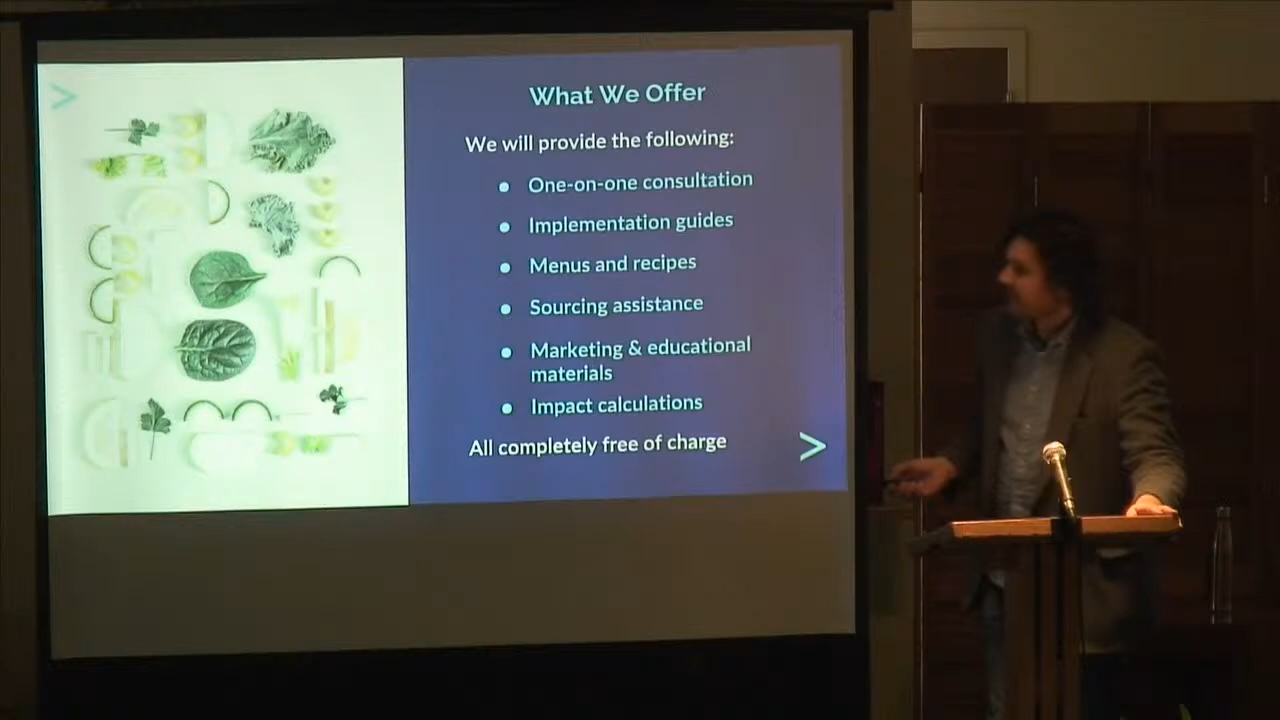 What We Offer
We will provide the following:
One-on-one consultation
Implementation guides
Menus and recipes
Sourcing assistance
Marketing & educational
materials
Impact calculations
All completely free of charge